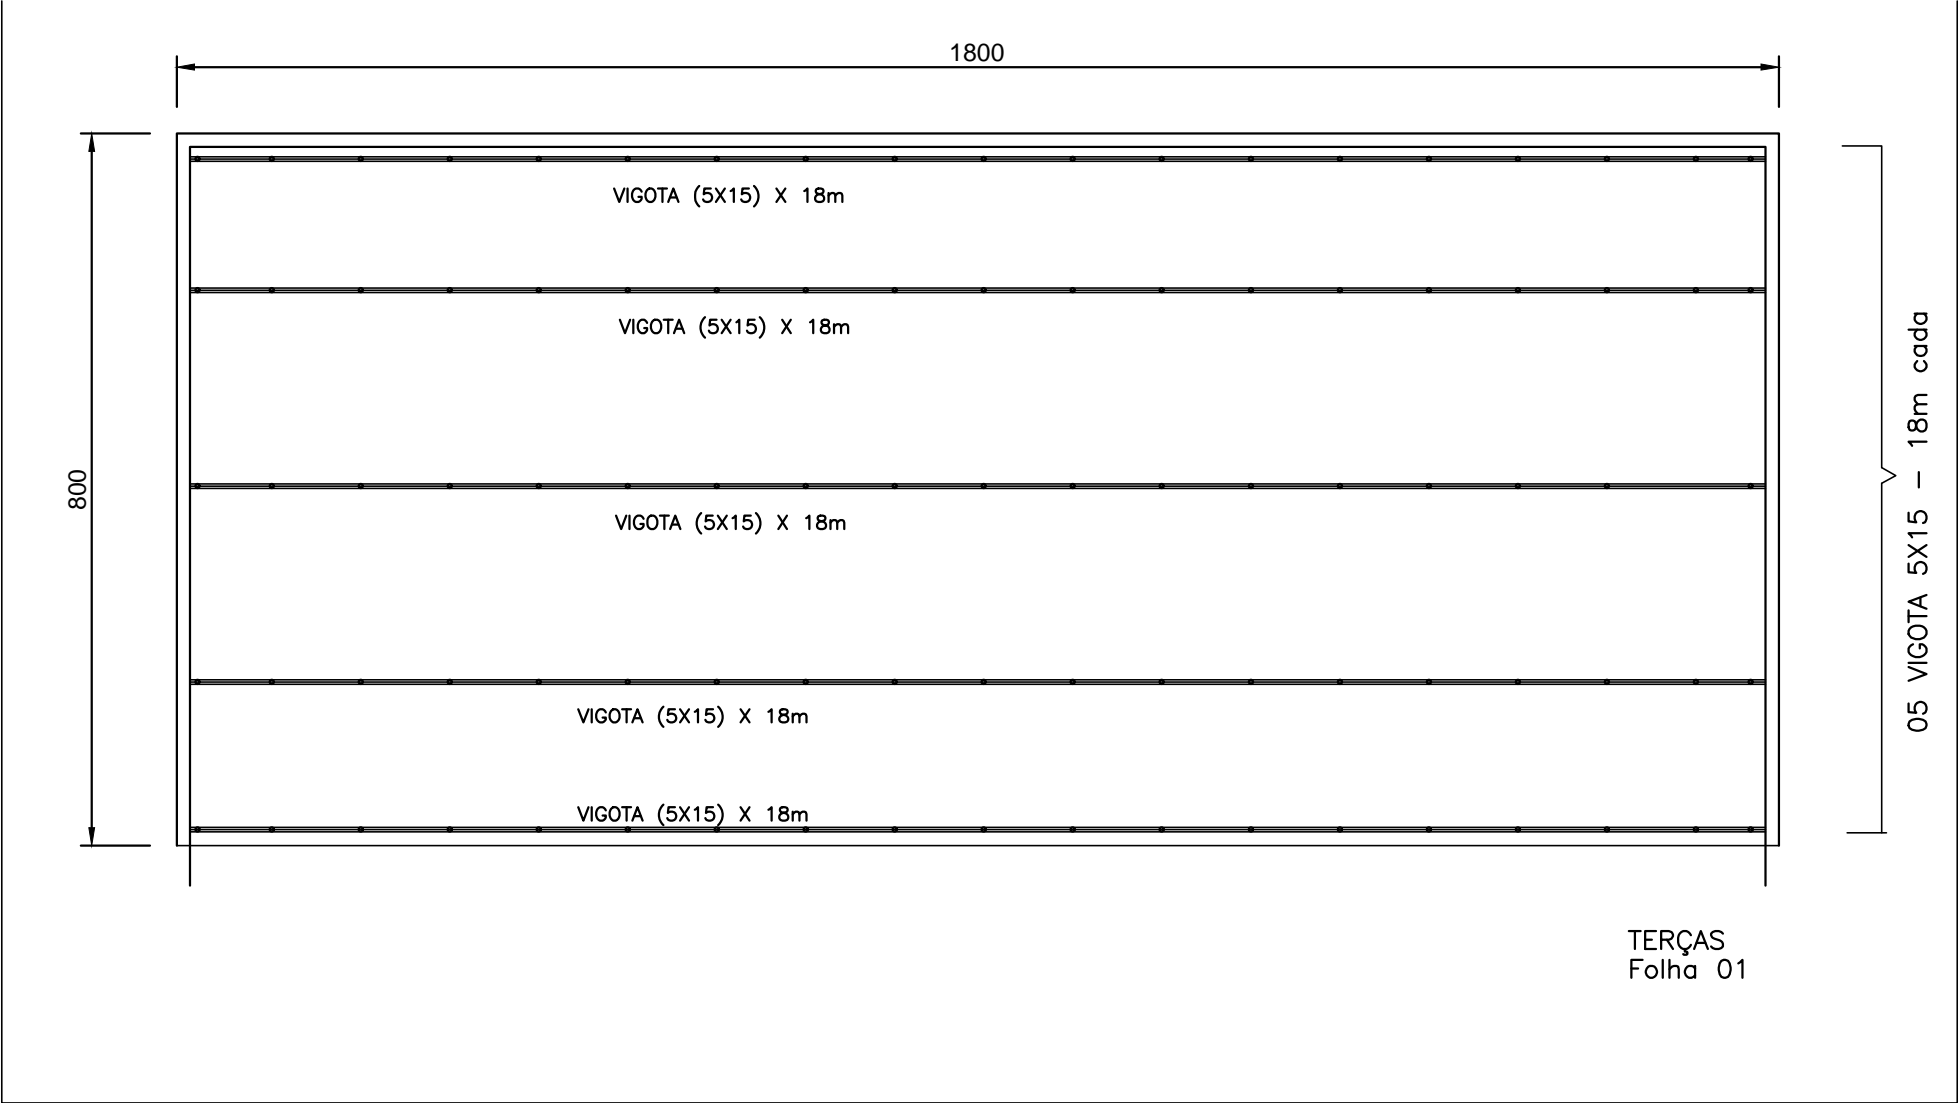 1800
800
VIGOTA (5X15) X 18m
VIGOTA (5X15) X 18m
VIGOTA (5X15) X 18m
VIGOTA (5X15) X 18m
VIGOTA (5X15) X 18m
05 VIGOTA 5X15 – 18m cada
TERÇAS
Folha 01